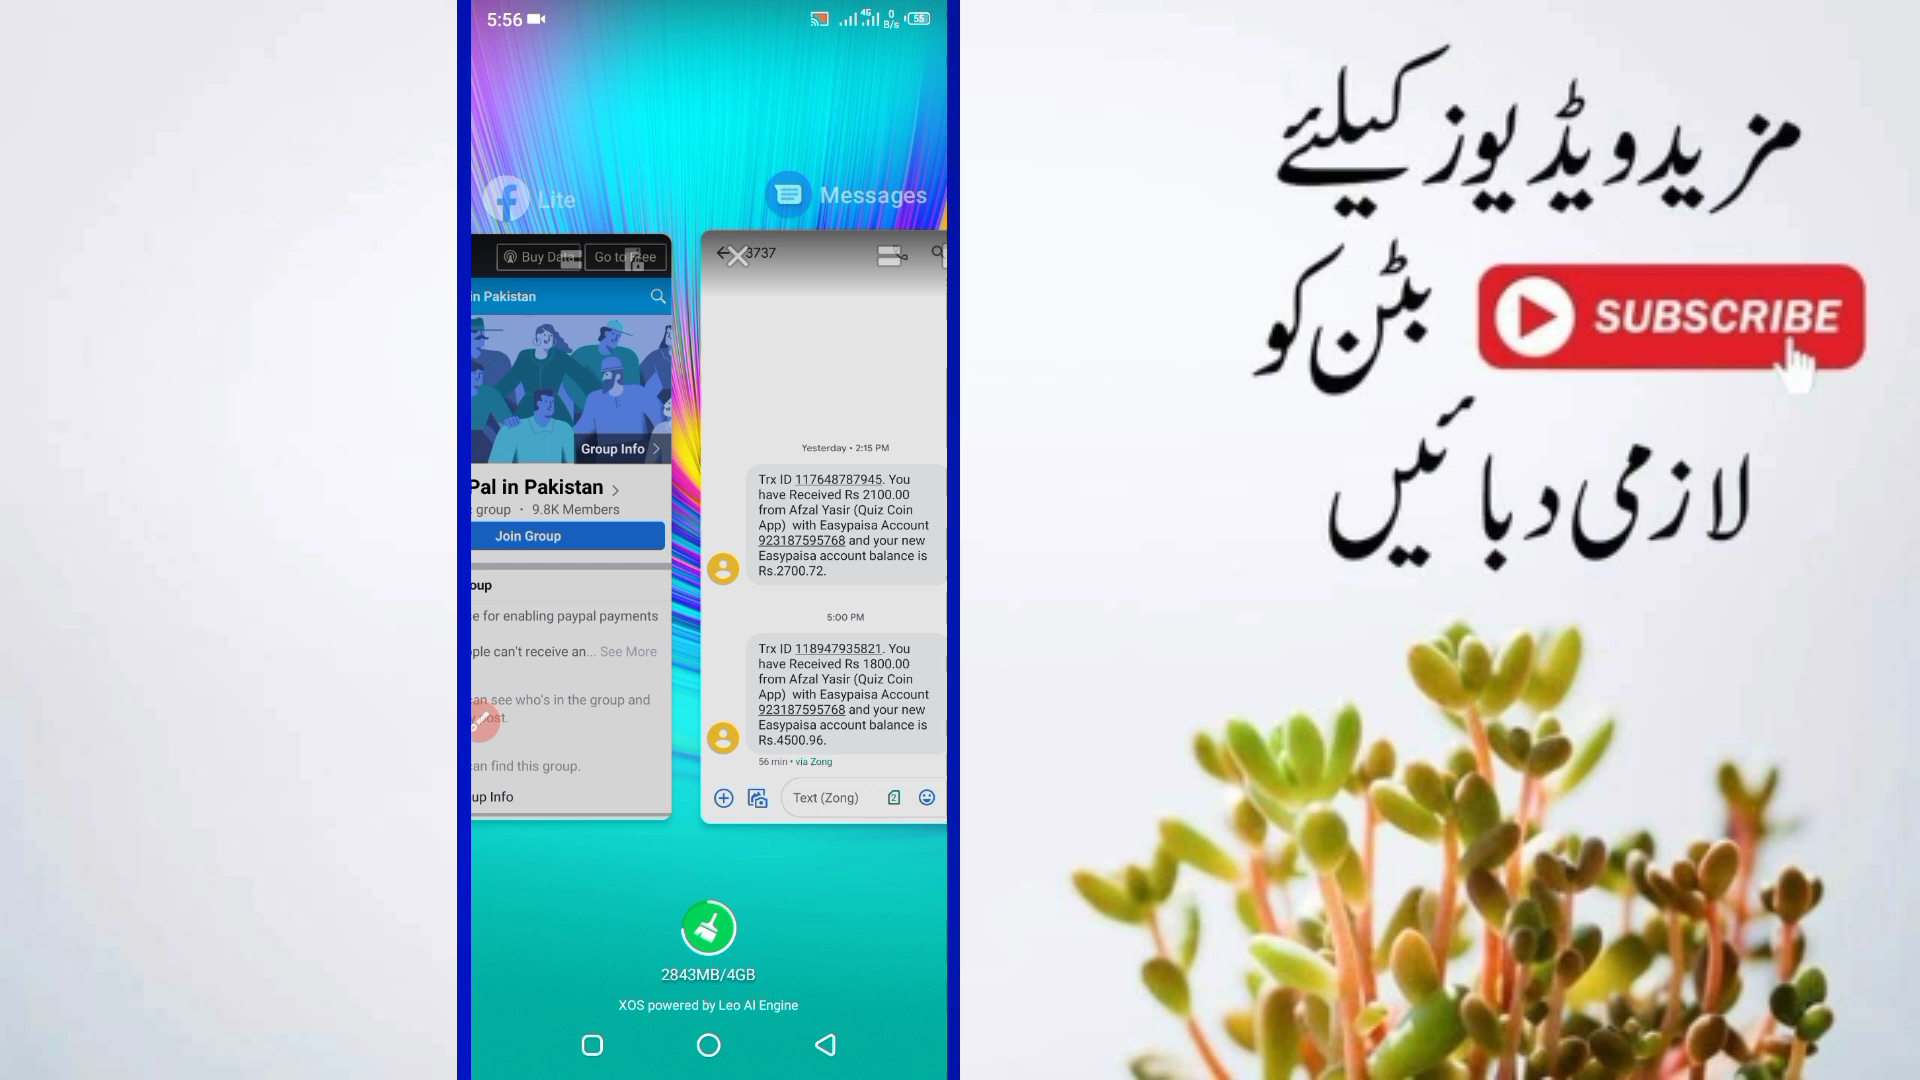 5:56
4G
0
B/s
55
Lite
Messages
Buy Data
Go to Free
in Pakistan
Group Info
Pal in Pakistan
group · 9.8K Members
Join Group
oup
e for enabling paypal payments
ple can't receive an... See More
an see who's in the group and
post.
an find this group.
up Info
3737
Yesterday • 2:15 PM
Trx ID 117648787945. You
have Received Rs 2100.00
from Afzal Yasir (Quiz Coin
App) with Easypaisa Account
923187595768 and your new
Easypaisa account balance is
Rs.2700.72.
5:00 PM
Trx ID 118947935821. You
have Received Rs 1800.00
from Afzal Yasir (Quiz Coin
App) with Easypaisa Account
923187595768 and your new
Easypaisa account balance is
Rs.4500.96.
56 min • via Zong
Text (Zong)
2
2843MB/4GB
XOS powered by Leo AI Engine
مزید ویڈیوز کیلئے
SUBSCRIBE بٹن کو
لازمی دبائیں